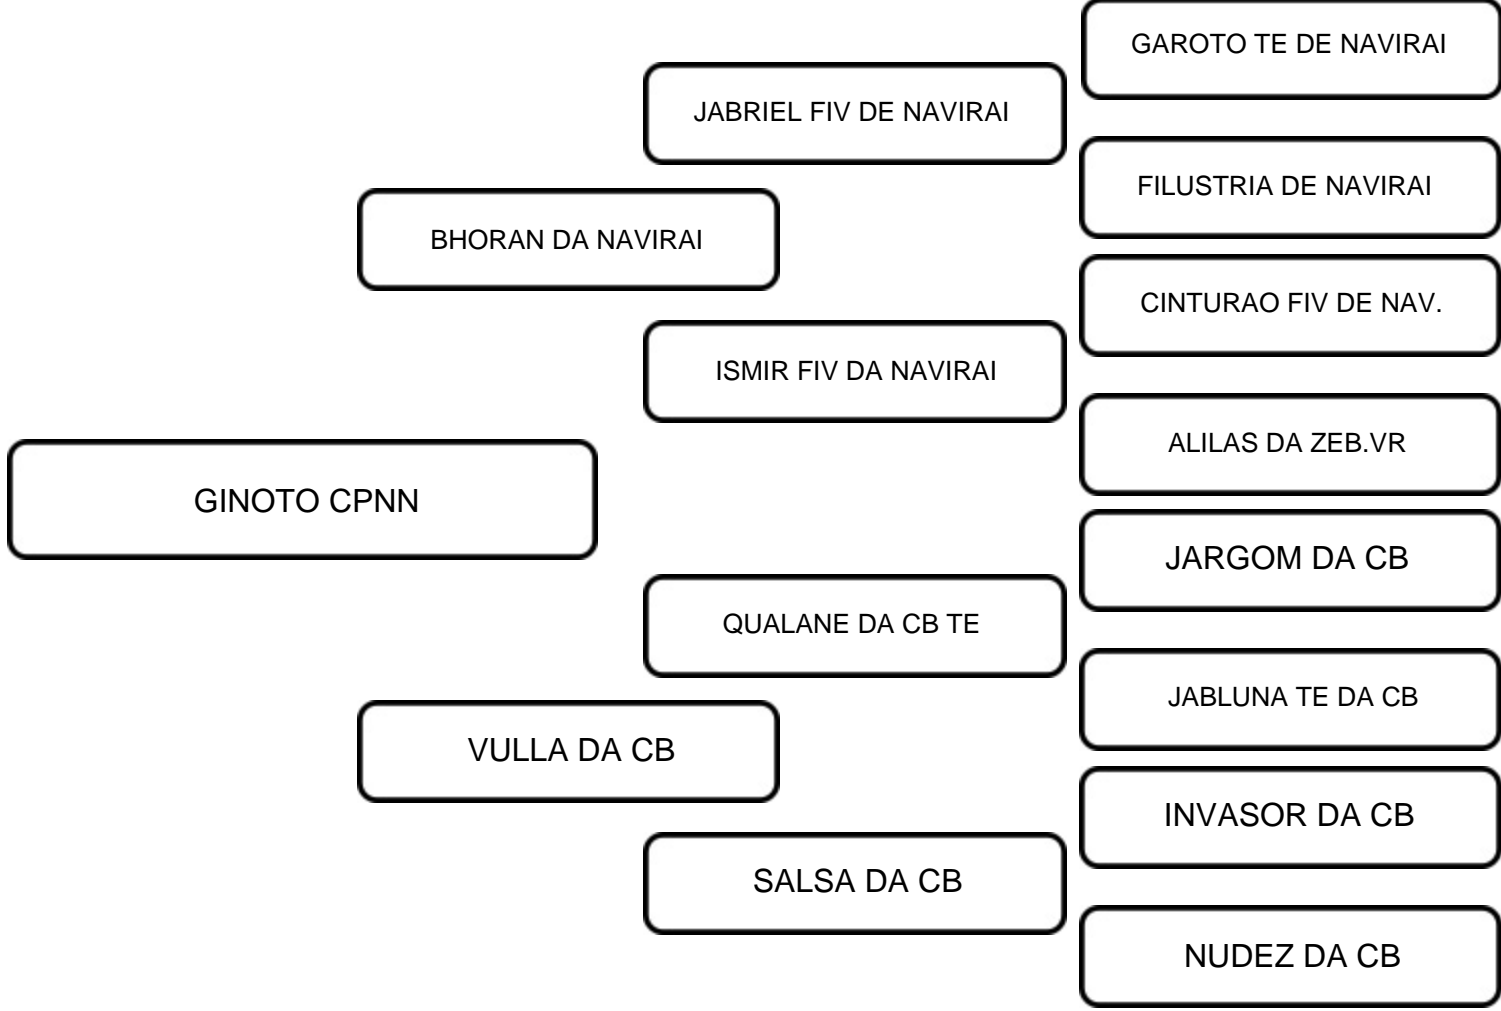 GAROTO TE DE NAVIRAI
JABRIEL FIV DE NAVIRAI
FILUSTRIA DE NAVIRAI
BHORAN DA NAVIRAI
CINTURAO FIV DE NAV.
ISMIR FIV DA NAVIRAI
ALILAS DA ZEB.VR
GINOTO CPNN
JARGOM DA CB
QUALANE DA CB TE
JABLUNA TE DA CB
VULLA DA CB
INVASOR DA CB
SALSA DA CB
NUDEZ DA CB